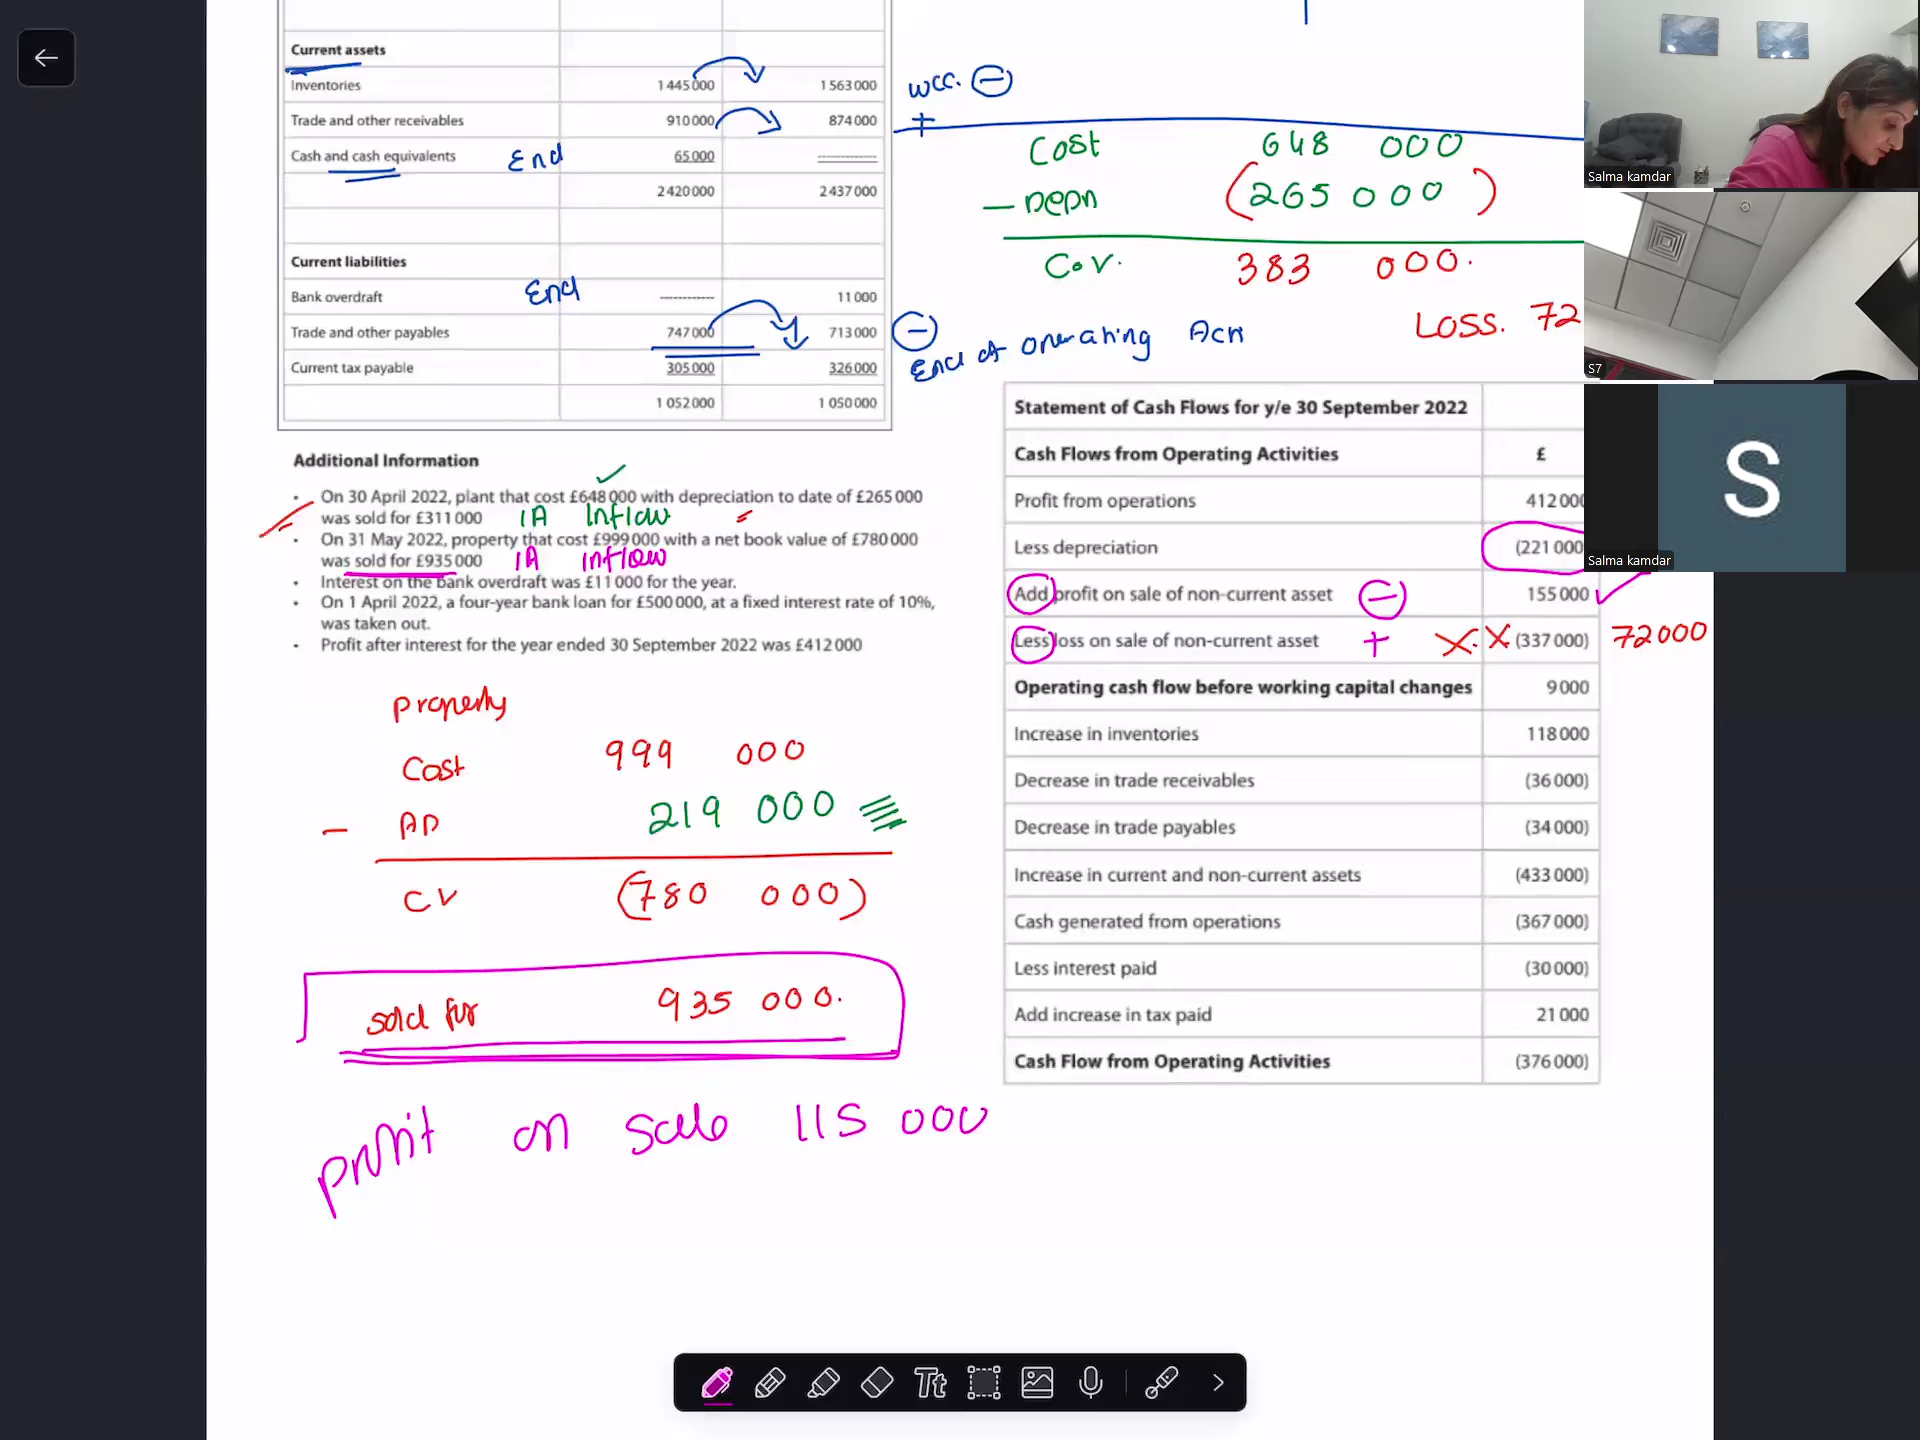 Current assets
Inventories 1 445 000 1 563 000
Trade and other receivables 910 000 874 000
Cash and cash equivalents End 65 000 ------------
2 420 000 2 437 000
Current liabilities
Bank overdraft End ------------ 11 000
Trade and other payables 747 000 713 000
Current tax payable 305 000 326 000
1 052 000 1 050 000
wcc. −
+
Cost 648 000
− Depn (265 000)
C.V. 383 000.
Loss. 72
−
End of operating Acti
Additional Information
• On 30 April 2022, plant that cost £648 000 with depreciation to date of £265 000
was sold for £311 000 IA Inflow
• On 31 May 2022, property that cost £999 000 with a net book value of £780 000
was sold for £935 000 IA Inflow
• Interest on the bank overdraft was £11 000 for the year.
• On 1 April 2022, a four-year bank loan for £500 000, at a fixed interest rate of 10%,
was taken out.
• Profit after interest for the year ended 30 September 2022 was £412 000
Property
Cost 999 000
− AD 219 000
CV (780 000)
sold for 935 000.
profit on sale 115 000
Statement of Cash Flows for y/e 30 September 2022
Cash Flows from Operating Activities £
Profit from operations 412 000
Less depreciation (221 000
Add profit on sale of non-current asset − 155 000
Less loss on sale of non-current asset + X. X (337 000) 72000
Operating cash flow before working capital changes 9 000
Increase in inventories 118 000
Decrease in trade receivables (36 000)
Decrease in trade payables (34 000)
Increase in current and non-current assets (433 000)
Cash generated from operations (367 000)
Less interest paid (30 000)
Add increase in tax paid 21 000
Cash Flow from Operating Activities (376 000)
Salma kamdar
S7
S
Salma kamdar
Tt